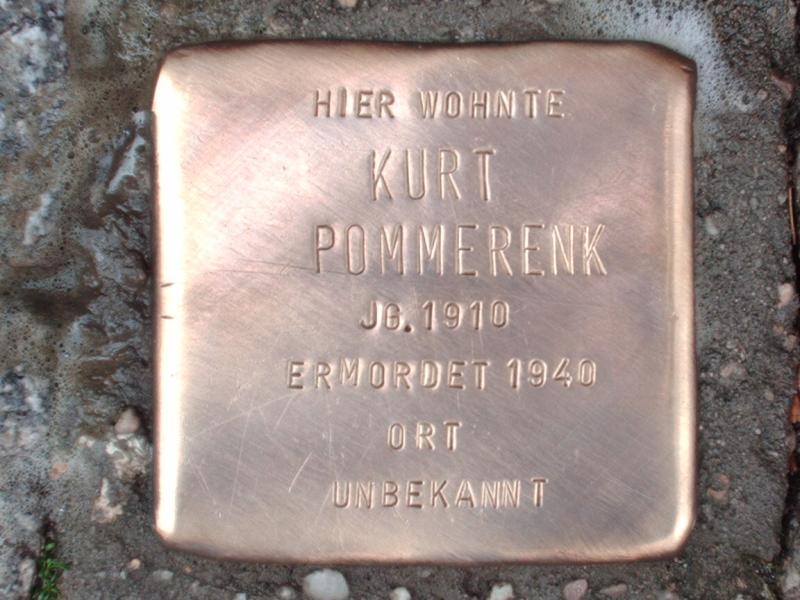 HIER WOHNTE
KURT
POMMERENK
JG.1910
ERMORDET 1940
ORT
UNBEKANNT